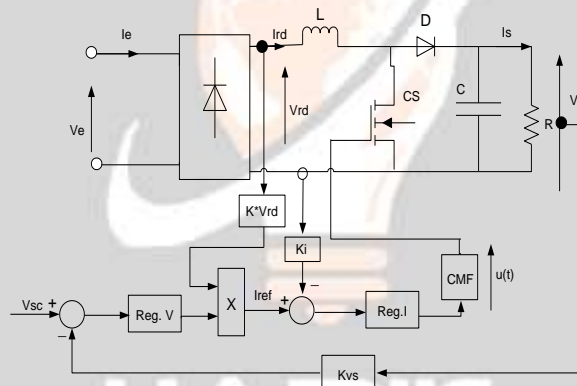 Ie
Ird
L
D
Is
Ve
Vrd
CS
C
R
V
K*Vrd
Ki
CMF
u(t)
Vsc
+
−
Reg. V
X
Iref
+
−
Reg.I
Kvs